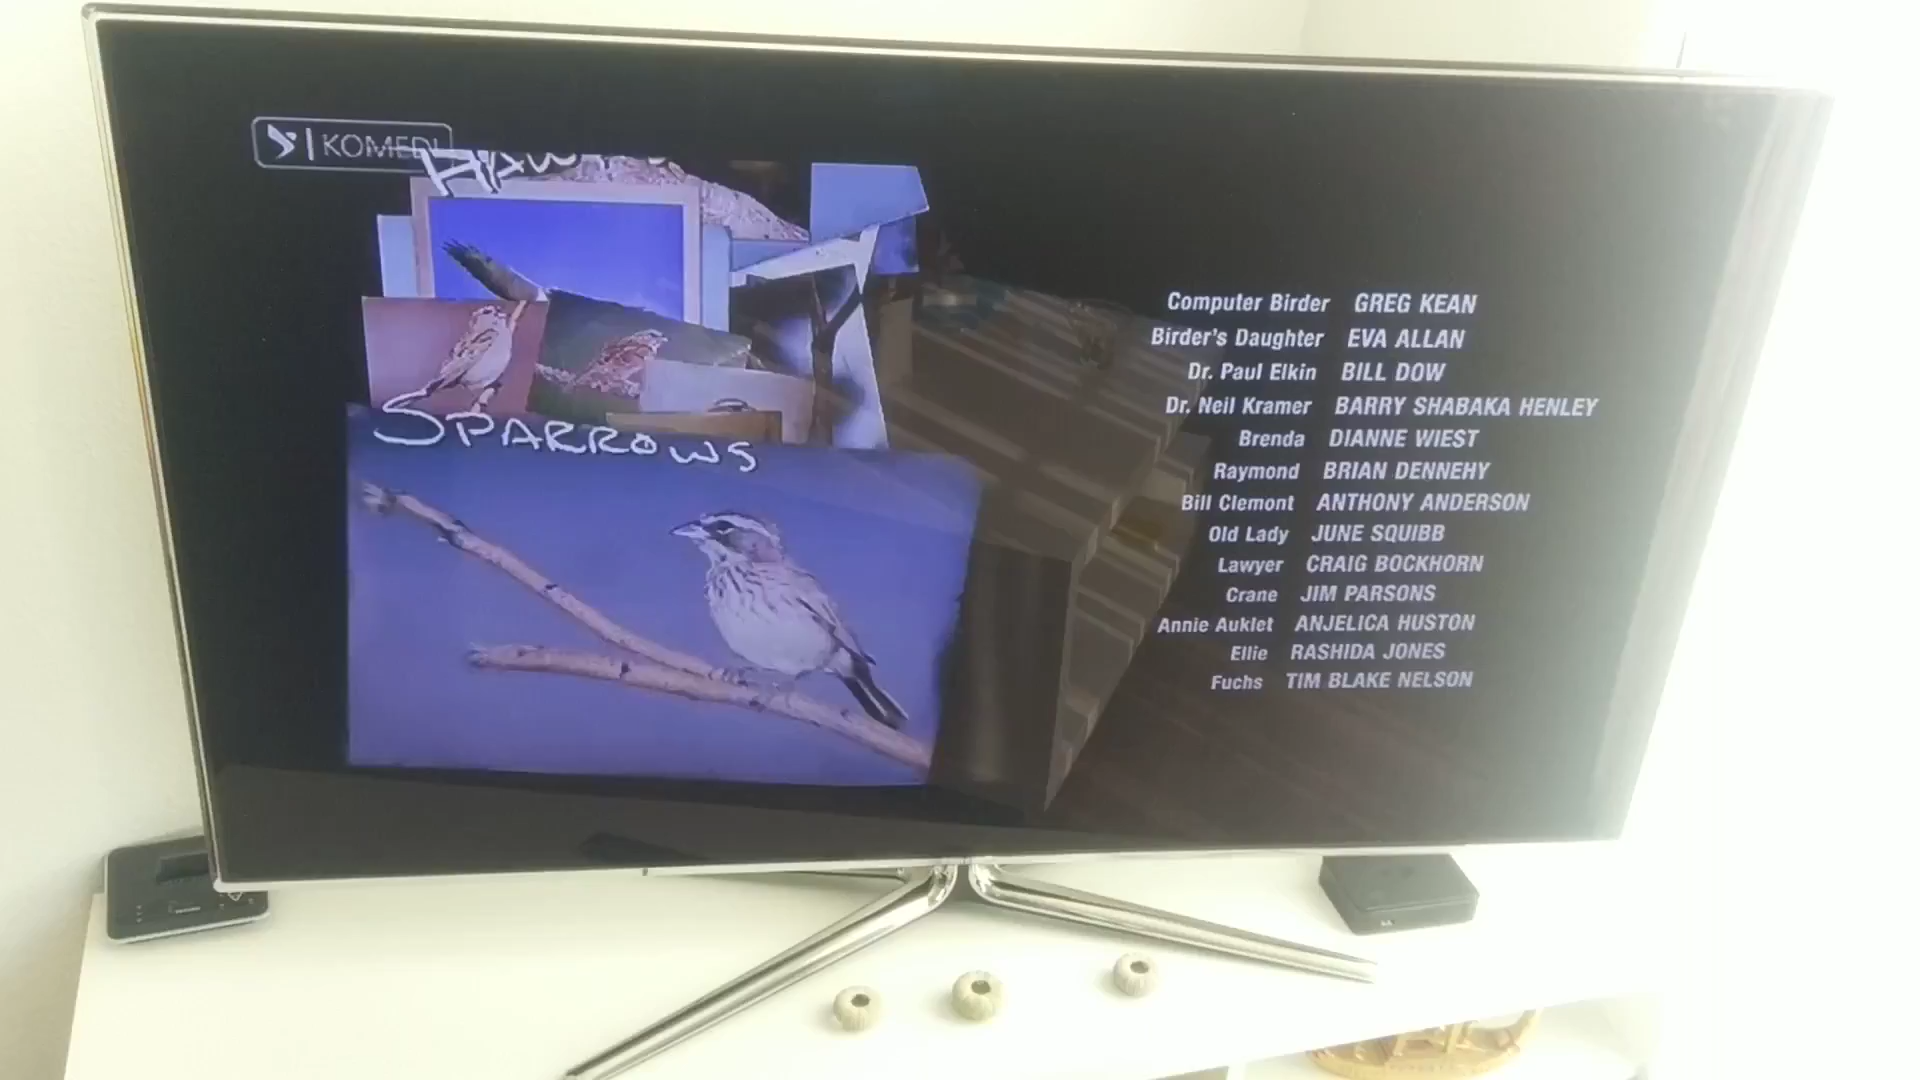 KOMEDI
HAW
SPARROWS
Computer Birder GREG KEAN
Birder's Daughter EVA ALLAN
Dr. Paul Elkin BILL DOW
Dr. Neil Kramer BARRY SHABAKA HENLEY
Brenda DIANNE WIEST
Raymond BRIAN DENNEHY
Bill Clemont ANTHONY ANDERSON
Old Lady JUNE SQUIBB
Lawyer CRAIG BOCKHORN
Crane JIM PARSONS
Annie Auklet ANJELICA HUSTON
Ellie RASHIDA JONES
Fuchs TIM BLAKE NELSON